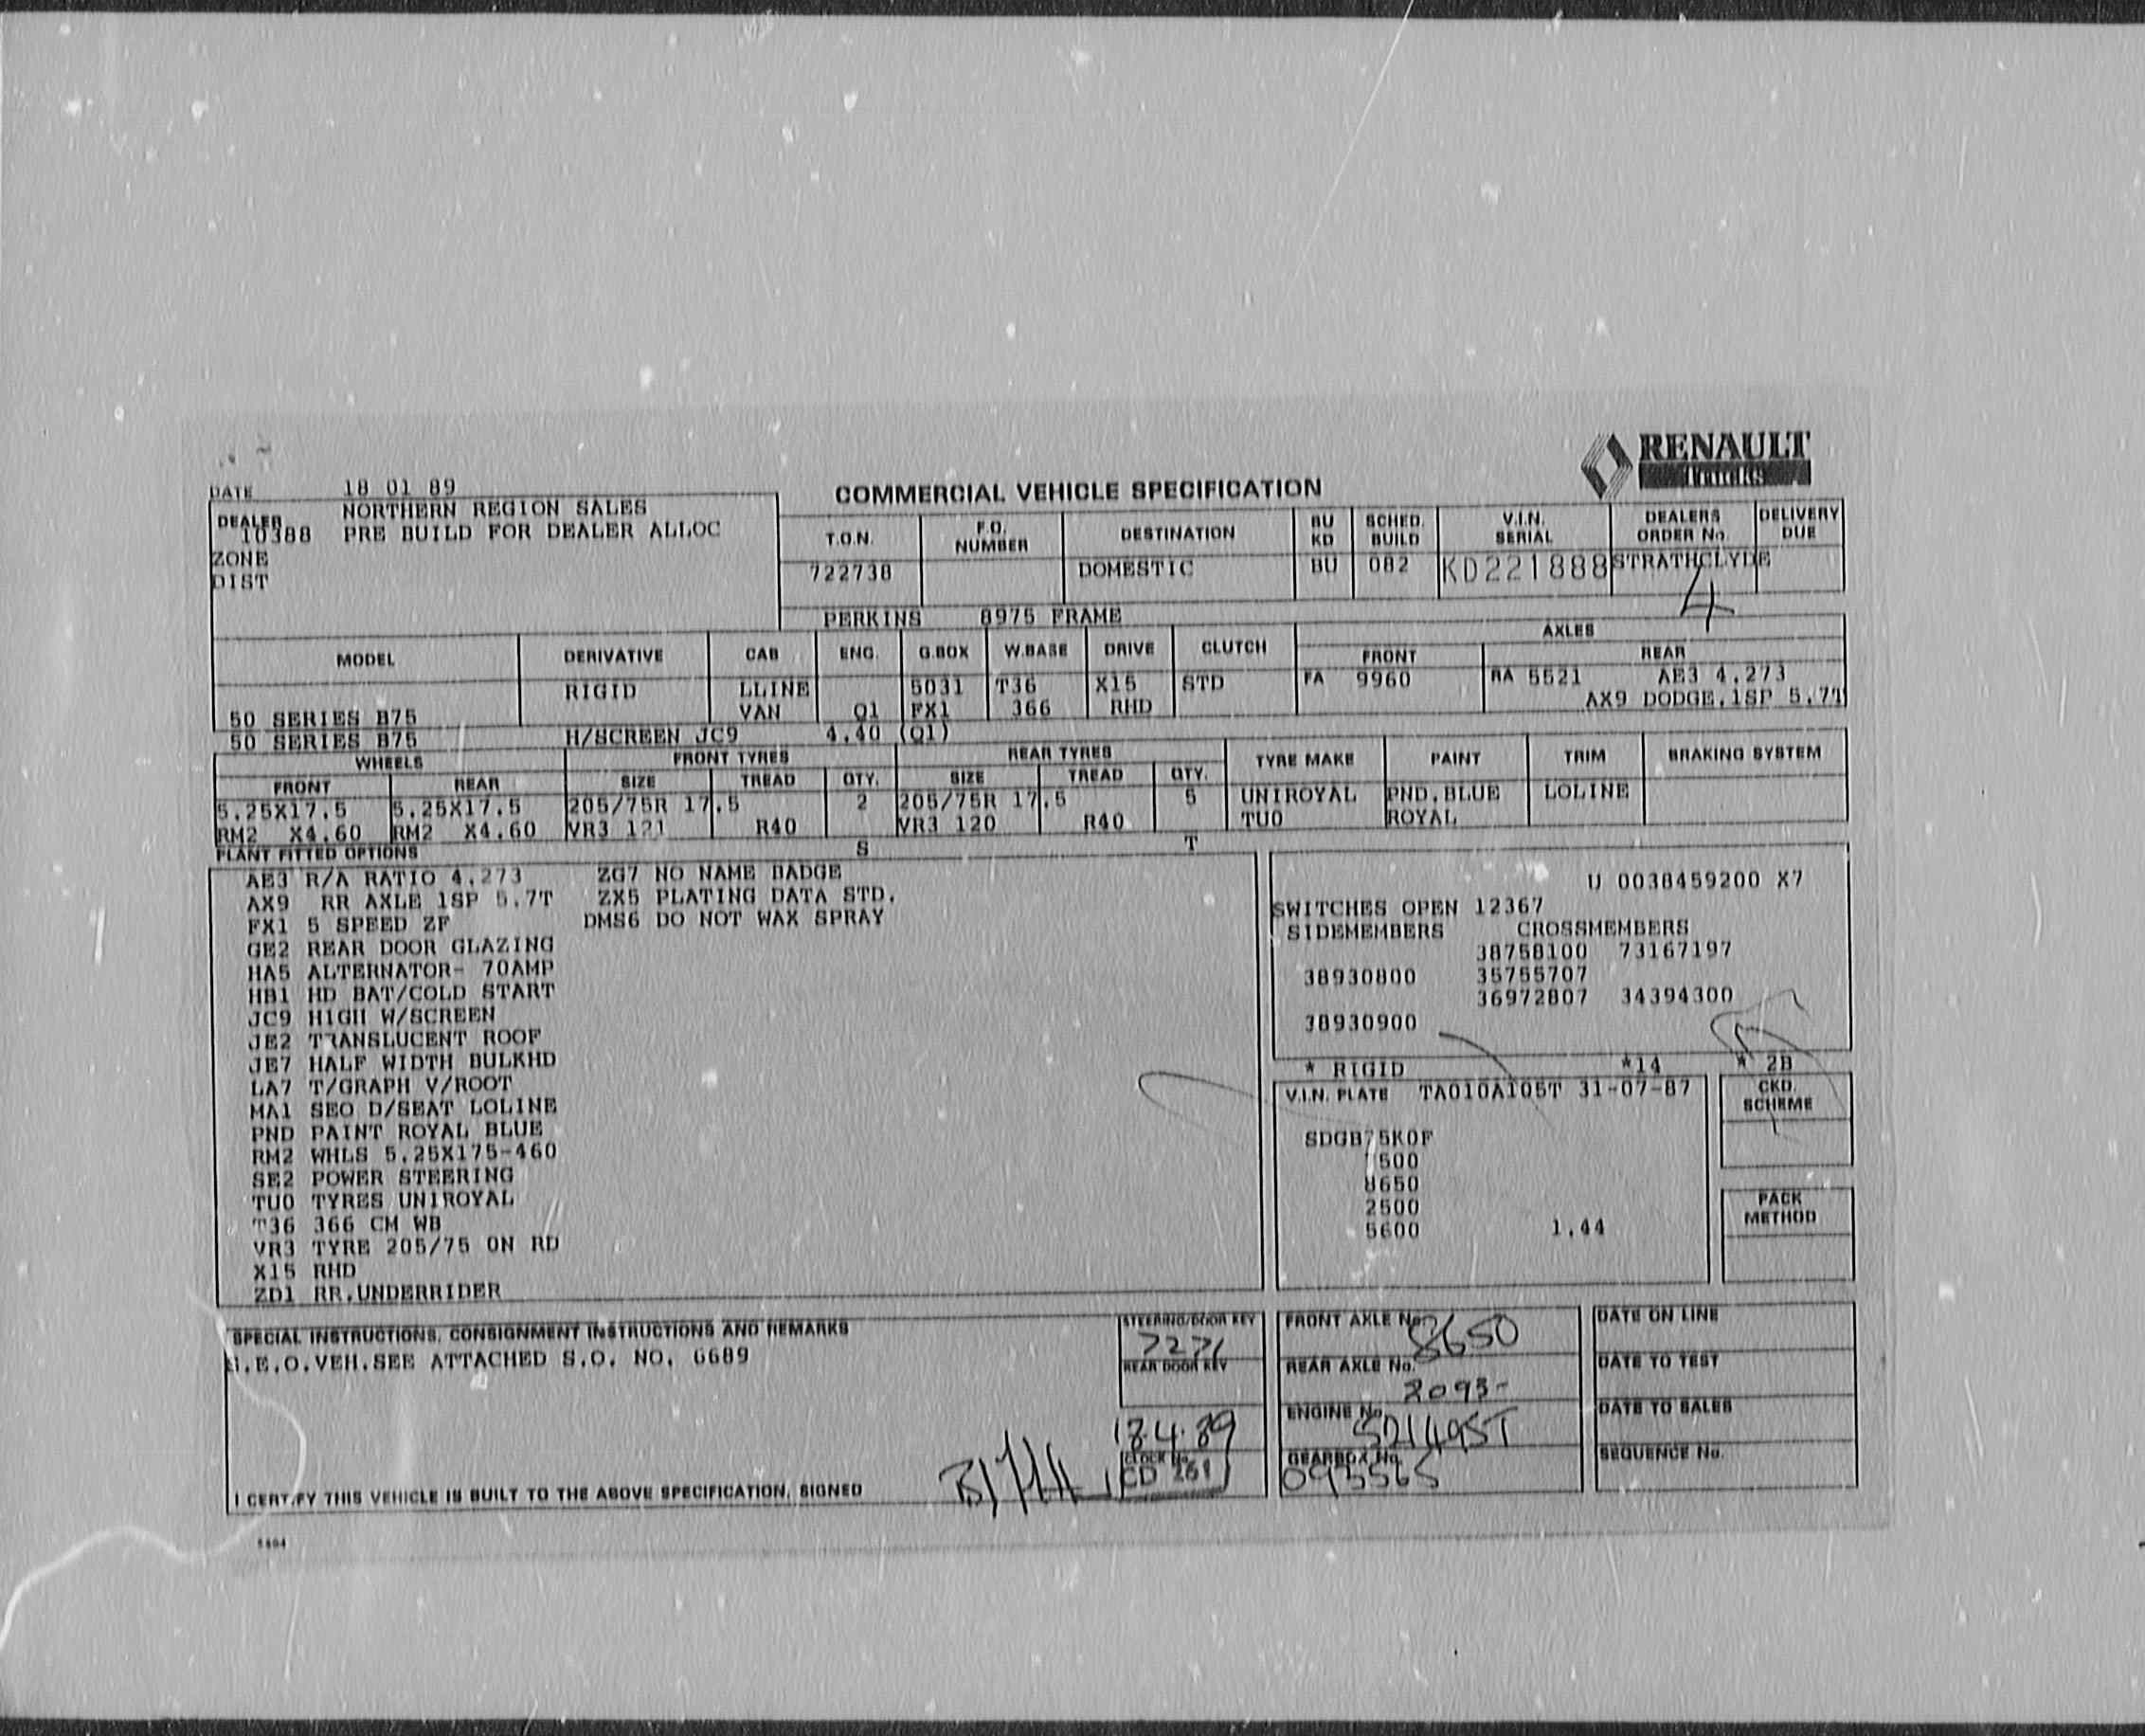 RENAULT
Trucks
DATE 18 01 89
COMMERCIAL VEHICLE SPECIFICATION
NORTHERN REGION SALES
DEALER 10388 PRE BUILD FOR DEALER ALLOC
ZONE
DIST
T.O.N. F.O. NUMBER DESTINATION BU KD SCHED. BUILD V.I.N. SERIAL DEALERS ORDER No. DELIVERY DUE
722738 DOMESTIC BU 082 KD221888 STRATHCLYDE
4
PERKINS 8975 FRAME
MODEL DERIVATIVE CAB ENG. G.BOX W.BASE DRIVE CLUTCH AXLES FRONT REAR
RIGID LLINE 5031 T36 X15 STD FA 9960 RA 5521 AE3 4.273
50 SERIES B75 VAN Q1 FX1 366 RHD AX9 DODGE.1SP 5.7T
50 SERIES B75 H/SCREEN JC9 4.40 (Q1)
WHEELS FRONT TYRES REAR TYRES TYRE MAKE PAINT TRIM BRAKING SYSTEM
FRONT REAR SIZE TREAD QTY. SIZE TREAD QTY.
5.25X17.5 5.25X17.5 205/75R 17.5 2 205/75R 17.5 5 UNIROYAL PND.BLUE LOLINE
RM2 X4.60 RM2 X4.60 VR3 121 R40 VR3 120 R40 TU0 ROYAL
PLANT FITTED OPTIONS S T
AE3 R/A RATIO 4.273 ZG7 NO NAME BADGE
AX9 RR AXLE 1SP 5.7T ZX5 PLATING DATA STD.
FX1 5 SPEED ZF DMS6 DO NOT WAX SPRAY
GE2 REAR DOOR GLAZING
HA5 ALTERNATOR- 70AMP
HB1 HD BAT/COLD START
JC9 HIGH W/SCREEN
JE2 TRANSLUCENT ROOF
JE7 HALF WIDTH BULKHD
LA7 T/GRAPH V/ROOT
MA1 SEO D/SEAT LOLINE
PND PAINT ROYAL BLUE
RM2 WHLS 5.25X175-460
SE2 POWER STEERING
TU0 TYRES UNIROYAL
T36 366 CM WB
VR3 TYRE 205/75 ON RD
X15 RHD
ZD1 RR.UNDERRIDER
U 0038459200 X7
SWITCHES OPEN 12367
SIDEMEMBERS CROSSMEMBERS
38758100 73167197
38930800 35755707
36972807 34394300
38930900
* RIGID *14 * 2B
V.I.N. PLATE TA010A105T 31-07-87
SDGB75K0F
500
8650
2500
5600 1.44
CKD. SCHEME
PACK METHOD
SPECIAL INSTRUCTIONS, CONSIGNMENT INSTRUCTIONS AND REMARKS
.E.O.VEH.SEE ATTACHED S.O. NO. 6689
STEERING/DOOR KEY
7271
REAR DOOR KEY
18.4.89
CLOCK No.
CD 261
I CERTIFY THIS VEHICLE IS BUILT TO THE ABOVE SPECIFICATION, SIGNED
FRONT AXLE No. 8650
REAR AXLE No. 2093-
ENGINE No.
GEARBOX No. 093565
DATE ON LINE
DATE TO TEST
DATE TO SALES
SEQUENCE No.